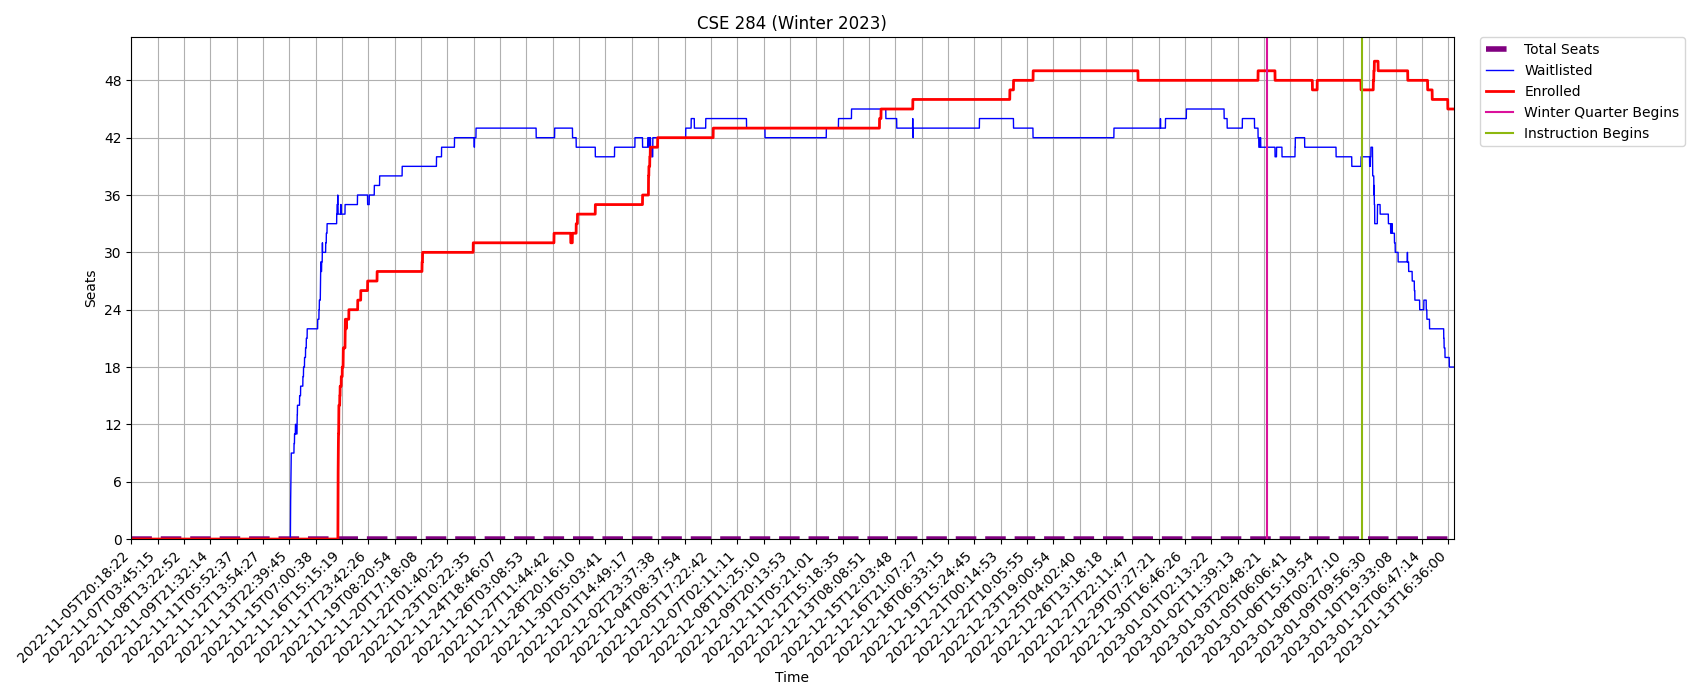 CSE 284 (Winter 2023)
Total Seats
Waitlisted
Enrolled
Winter Quarter Begins
Instruction Begins
Seats
48
42
36
30
24
18
12
6
0
2022-11-05T20:18:22
2022-11-07T03:45:15
2022-11-08T13:22:52
2022-11-09T21:32:14
2022-11-11T05:52:37
2022-11-12T13:54:27
2022-11-13T22:39:45
2022-11-15T07:00:38
2022-11-16T15:15:19
2022-11-17T23:42:26
2022-11-19T08:20:54
2022-11-20T17:18:08
2022-11-22T01:40:25
2022-11-23T10:22:35
2022-11-24T18:46:07
2022-11-26T03:08:53
2022-11-27T11:44:42
2022-11-28T20:16:10
2022-11-30T05:03:41
2022-12-01T14:49:17
2022-12-02T23:37:38
2022-12-04T08:37:54
2022-12-05T17:22:42
2022-12-07T02:11:11
2022-12-08T11:25:10
2022-12-09T20:13:53
2022-12-11T05:21:01
2022-12-12T15:18:35
2022-12-13T08:08:51
2022-12-15T12:03:48
2022-12-16T21:07:27
2022-12-18T06:33:15
2022-12-19T15:24:45
2022-12-21T00:14:53
2022-12-22T10:05:55
2022-12-23T19:00:54
2022-12-25T04:02:40
2022-12-26T13:18:18
2022-12-27T22:11:47
2022-12-29T07:27:21
2022-12-30T16:46:26
2023-01-01T02:13:22
2023-01-02T11:39:13
2023-01-03T20:48:21
2023-01-05T06:06:41
2023-01-06T15:19:54
2023-01-08T00:27:10
2023-01-09T09:56:30
2023-01-10T19:33:08
2023-01-12T06:47:14
2023-01-13T16:36:00
Time